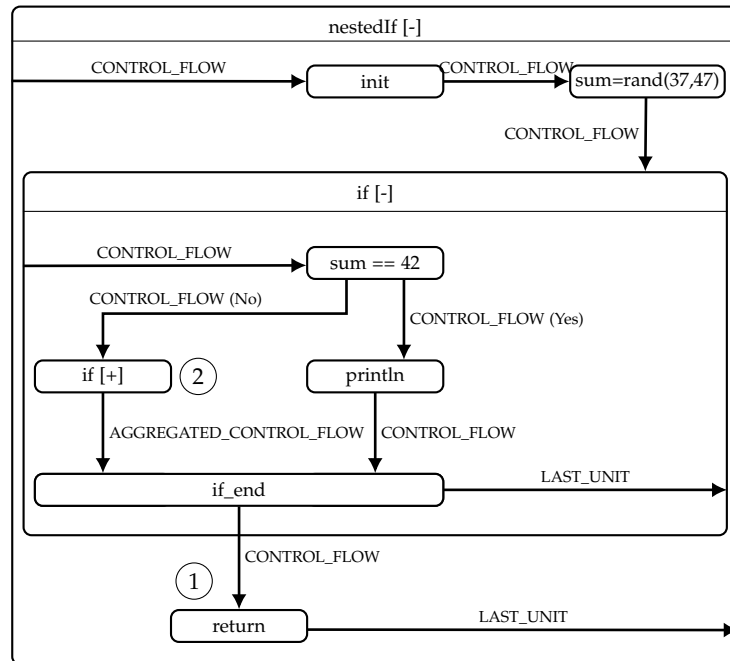 nestedIf [-]
CONTROL_FLOW
init
CONTROL_FLOW
sum=rand(37,47)
CONTROL_FLOW
if [-]
CONTROL_FLOW
sum == 42
CONTROL_FLOW (No)
CONTROL_FLOW (Yes)
if [+]
2
println
AGGREGATED_CONTROL_FLOW
CONTROL_FLOW
if_end
LAST_UNIT
CONTROL_FLOW
1
return
LAST_UNIT